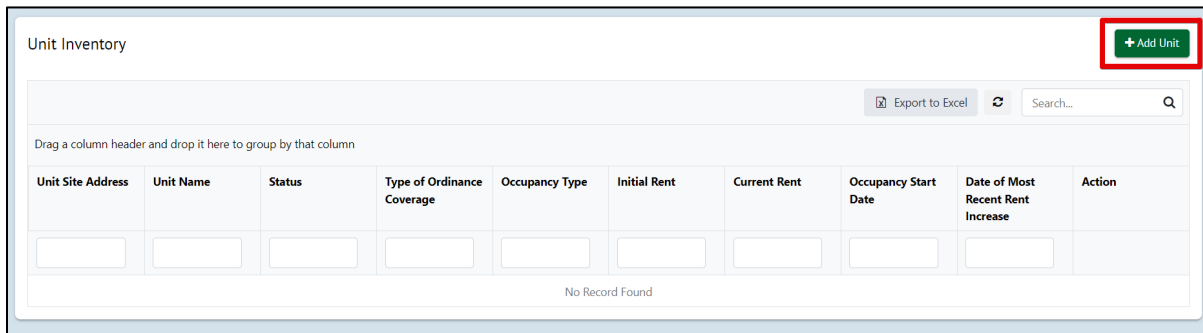 Unit Inventory
+ Add Unit
Export to Excel
Search...
Drag a column header and drop it here to group by that column
Unit Site Address
Unit Name
Status
Type of Ordinance
Coverage
Occupancy Type
Initial Rent
Current Rent
Occupancy Start
Date
Date of Most
Recent Rent
Increase
Action
No Record Found